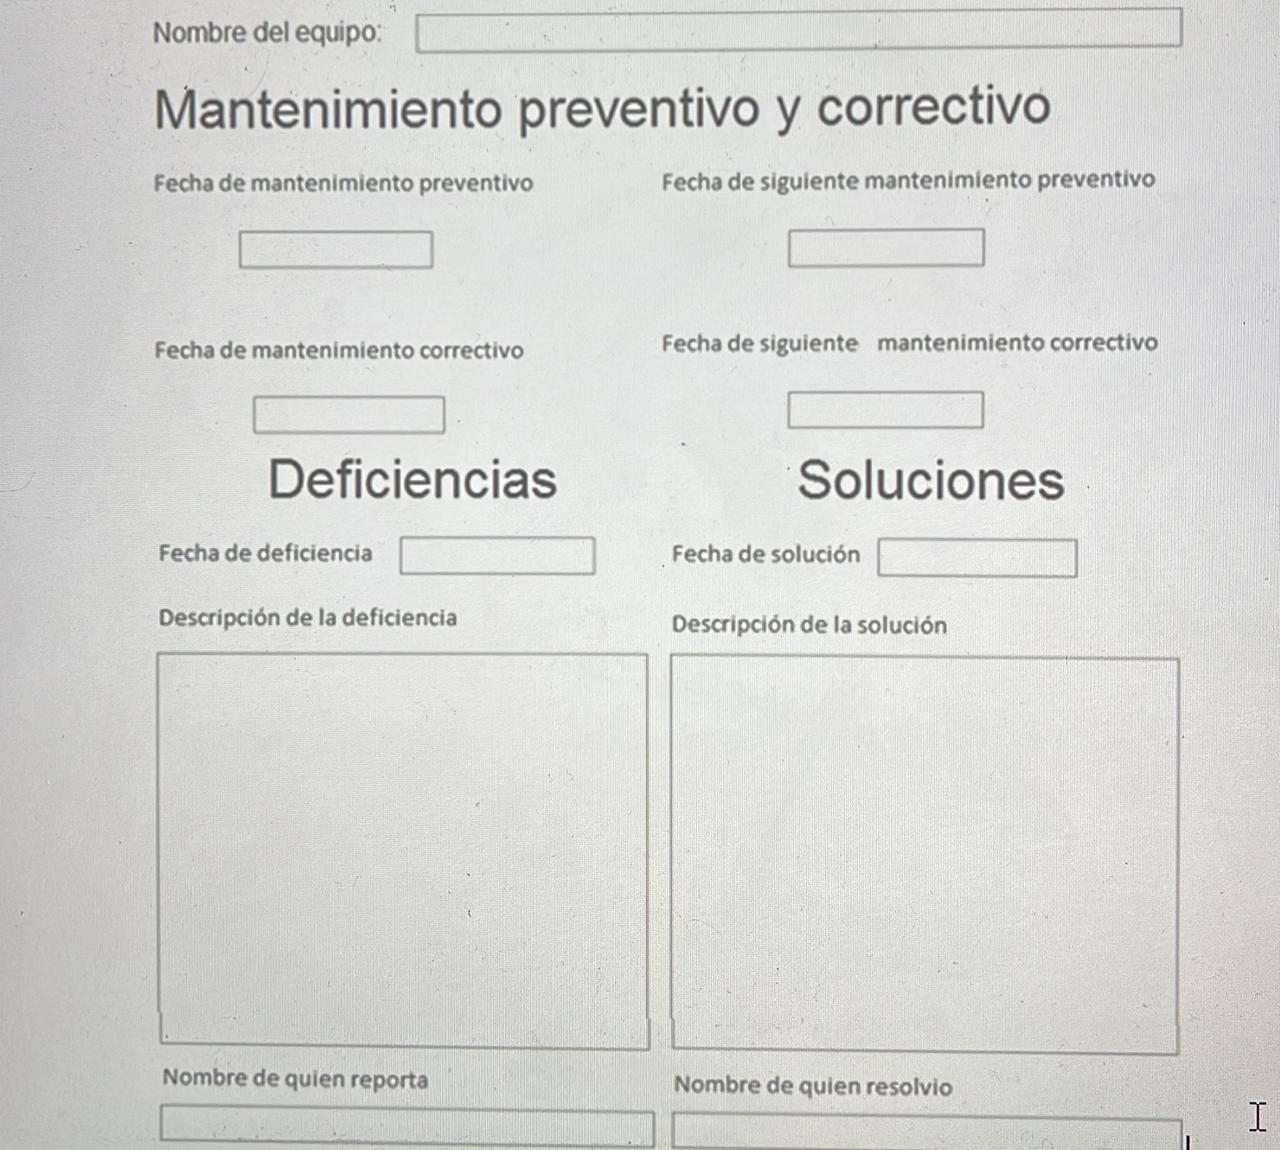 Nombre del equipo:
Mantenimiento preventivo y correctivo
Fecha de mantenimiento preventivo
Fecha de siguiente mantenimiento preventivo
Fecha de mantenimiento correctivo
Fecha de siguiente mantenimiento correctivo
Deficiencias
Soluciones
Fecha de deficiencia
Fecha de solución
Descripción de la deficiencia
Descripción de la solución
Nombre de quien reporta
Nombre de quien resolvio